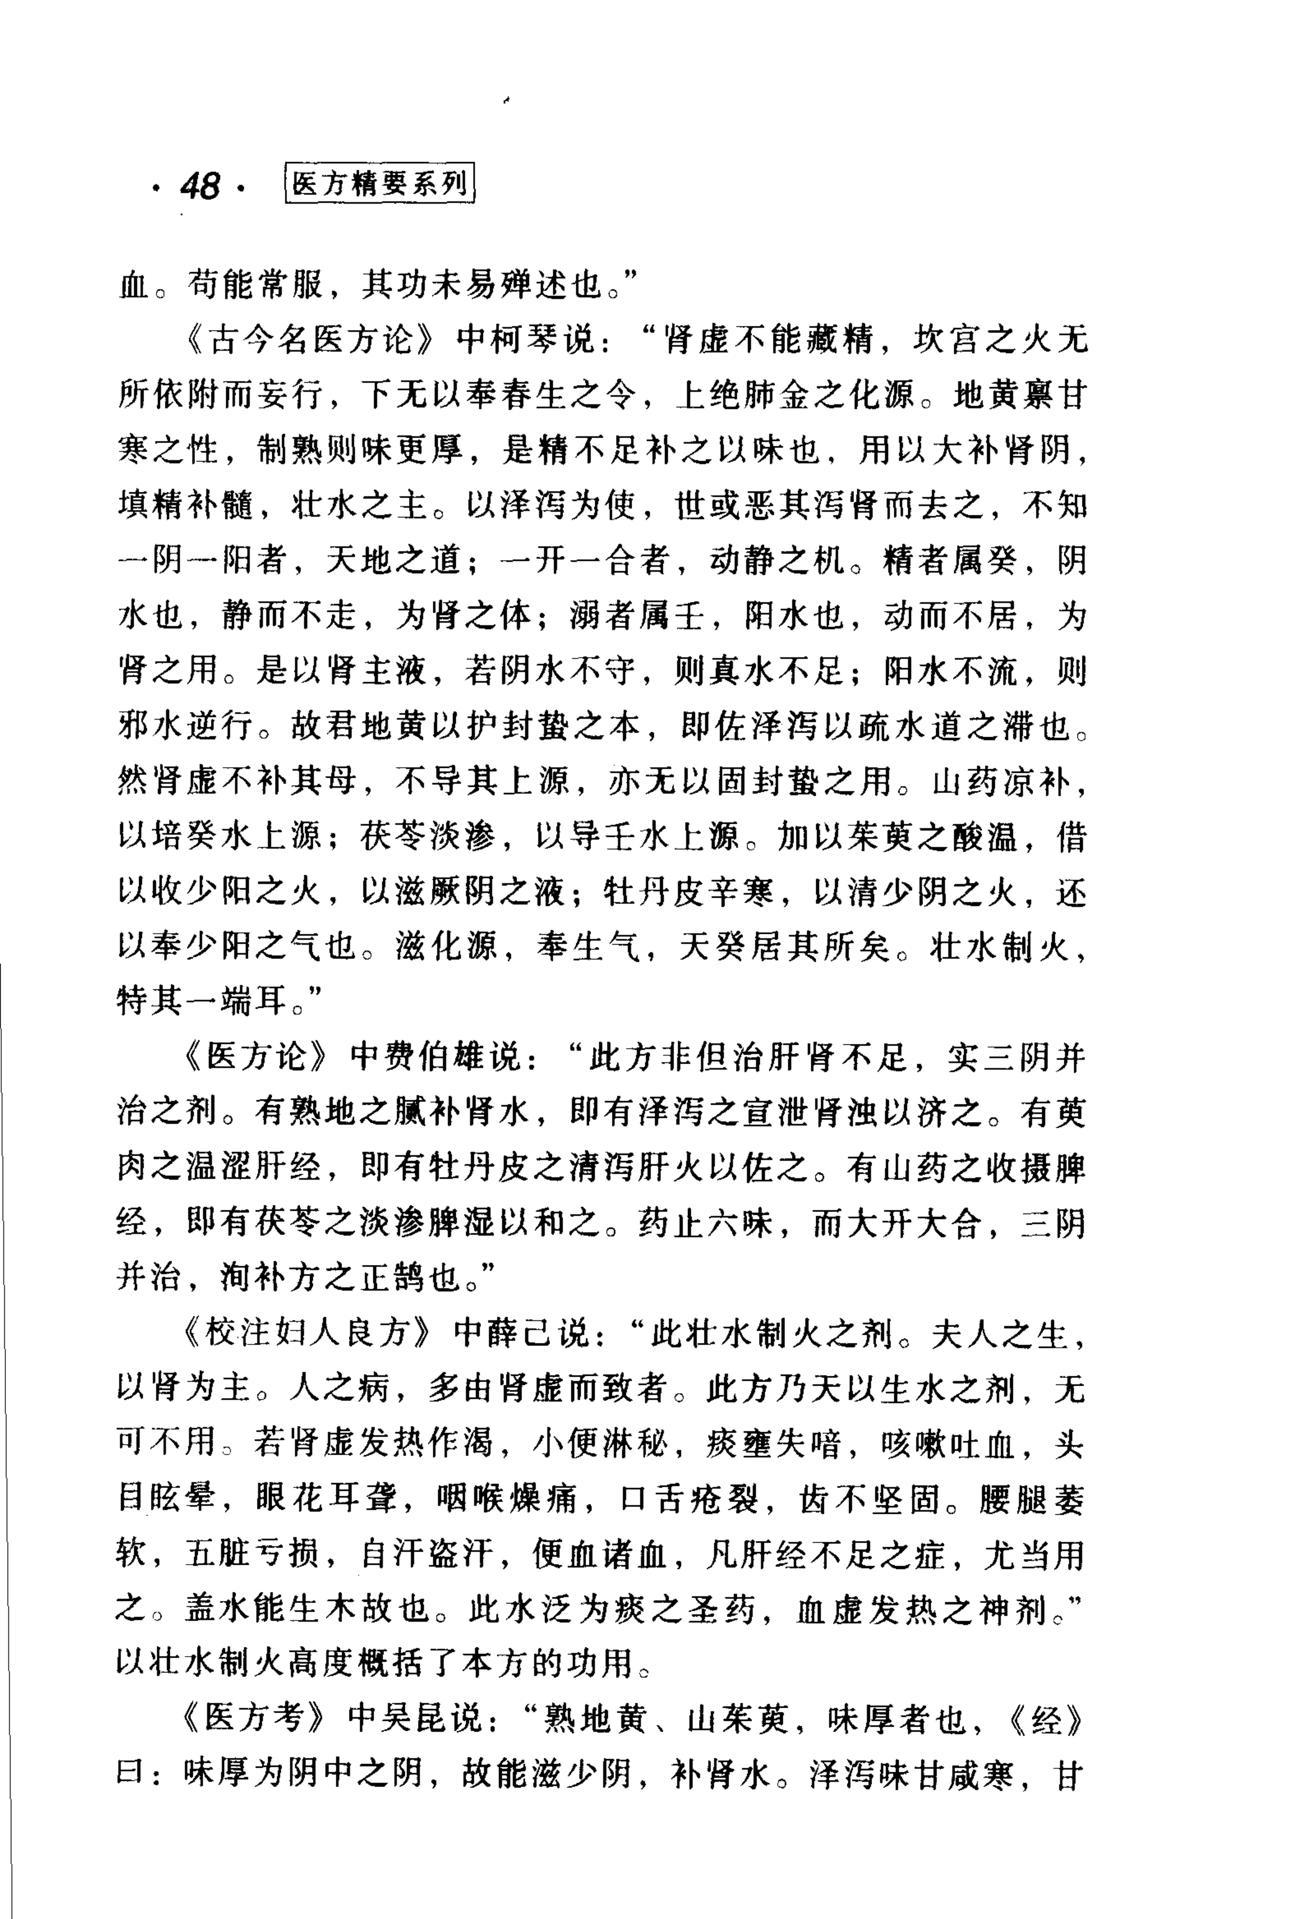 ·48· 医方精要系列
血。苟能常服，其功未易殚述也。”
《古今名医方论》中柯琴说：“肾虚不能藏精，坎宫之火无
所依附而妄行，下无以奉春生之令，上绝肺金之化源。地黄禀甘
寒之性，制熟则味更厚，是精不足补之以味也，用以大补肾阴，
填精补髓，壮水之主。以泽泻为使，世或恶其泻肾而去之，不知
一阴一阳者，天地之道；一开一合者，动静之机。精者属癸，阴
水也，静而不走，为肾之体；溺者属壬，阳水也，动而不居，为
肾之用。是以肾主液，若阴水不守，则真水不足；阳水不流，则
邪水逆行。故君地黄以护封蛰之本，即佐泽泻以疏水道之滞也。
然肾虚不补其母，不导其上源，亦无以固封蛰之用。山药凉补，
以培癸水上源；茯苓淡渗，以导壬水上源。加以茱萸之酸温，借
以收少阳之火，以滋厥阴之液；牡丹皮辛寒，以清少阴之火，还
以奉少阳之气也。滋化源，奉生气，天癸居其所矣。壮水制火，
特其一端耳。”
《医方论》中费伯雄说：“此方非但治肝肾不足，实三阴并
治之剂。有熟地之腻补肾水，即有泽泻之宣泄肾浊以济之。有萸
肉之温涩肝经，即有牡丹皮之清泻肝火以佐之。有山药之收摄脾
经，即有茯苓之淡渗脾湿以和之。药止六味，而大开大合，三阴
并治，洵补方之正鹄也。”
《校注妇人良方》中薛己说：“此壮水制火之剂。夫人之生，
以肾为主。人之病，多由肾虚而致者。此方乃天以生水之剂，无
可不用。若肾虚发热作渴，小便淋秘，痰壅失喑，咳嗽吐血，头
目眩晕，眼花耳聋，咽喉燥痛，口舌疮裂，齿不坚固。腰腿萎
软，五脏亏损，自汗盗汗，便血诸血，凡肝经不足之症，尤当用
之。盖水能生木故也。此水泛为痰之圣药，血虚发热之神剂。”
以壮水制火高度概括了本方的功用。
《医方考》中吴昆说：“熟地黄、山茱萸，味厚者也，《经》
曰：味厚为阴中之阴，故能滋少阴，补肾水。泽泻味甘咸寒，甘